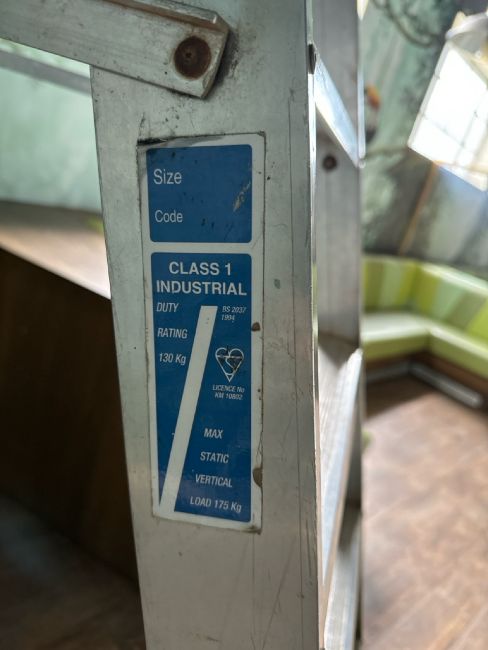 Size
Code
CLASS 1
INDUSTRIAL
DUTY
BS 2037
1994
RATING
130 Kg
LICENCE No
KM 10802
MAX
STATIC
VERTICAL
LOAD 175 Kg